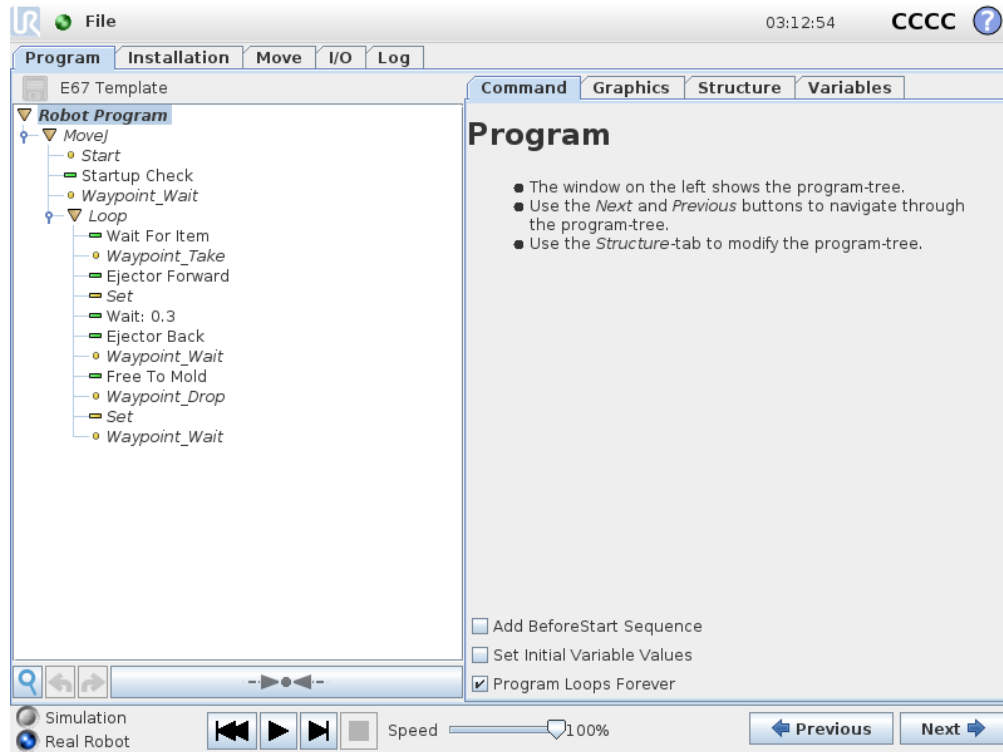 UR File 03:12:54 CCCC ?
Program Installation Move I/O Log
E67 Template
Robot Program
MoveJ
Start
Startup Check
Waypoint_Wait
Loop
Wait For Item
Waypoint_Take
Ejector Forward
Set
Wait: 0.3
Ejector Back
Waypoint_Wait
Free To Mold
Waypoint_Drop
Set
Waypoint_Wait
Command Graphics Structure Variables
Program
The window on the left shows the program-tree.
Use the Next and Previous buttons to navigate through
the program-tree.
Use the Structure-tab to modify the program-tree.
Add BeforeStart Sequence
Set Initial Variable Values
Program Loops Forever
Simulation
Real Robot
Speed 100%
Previous Next